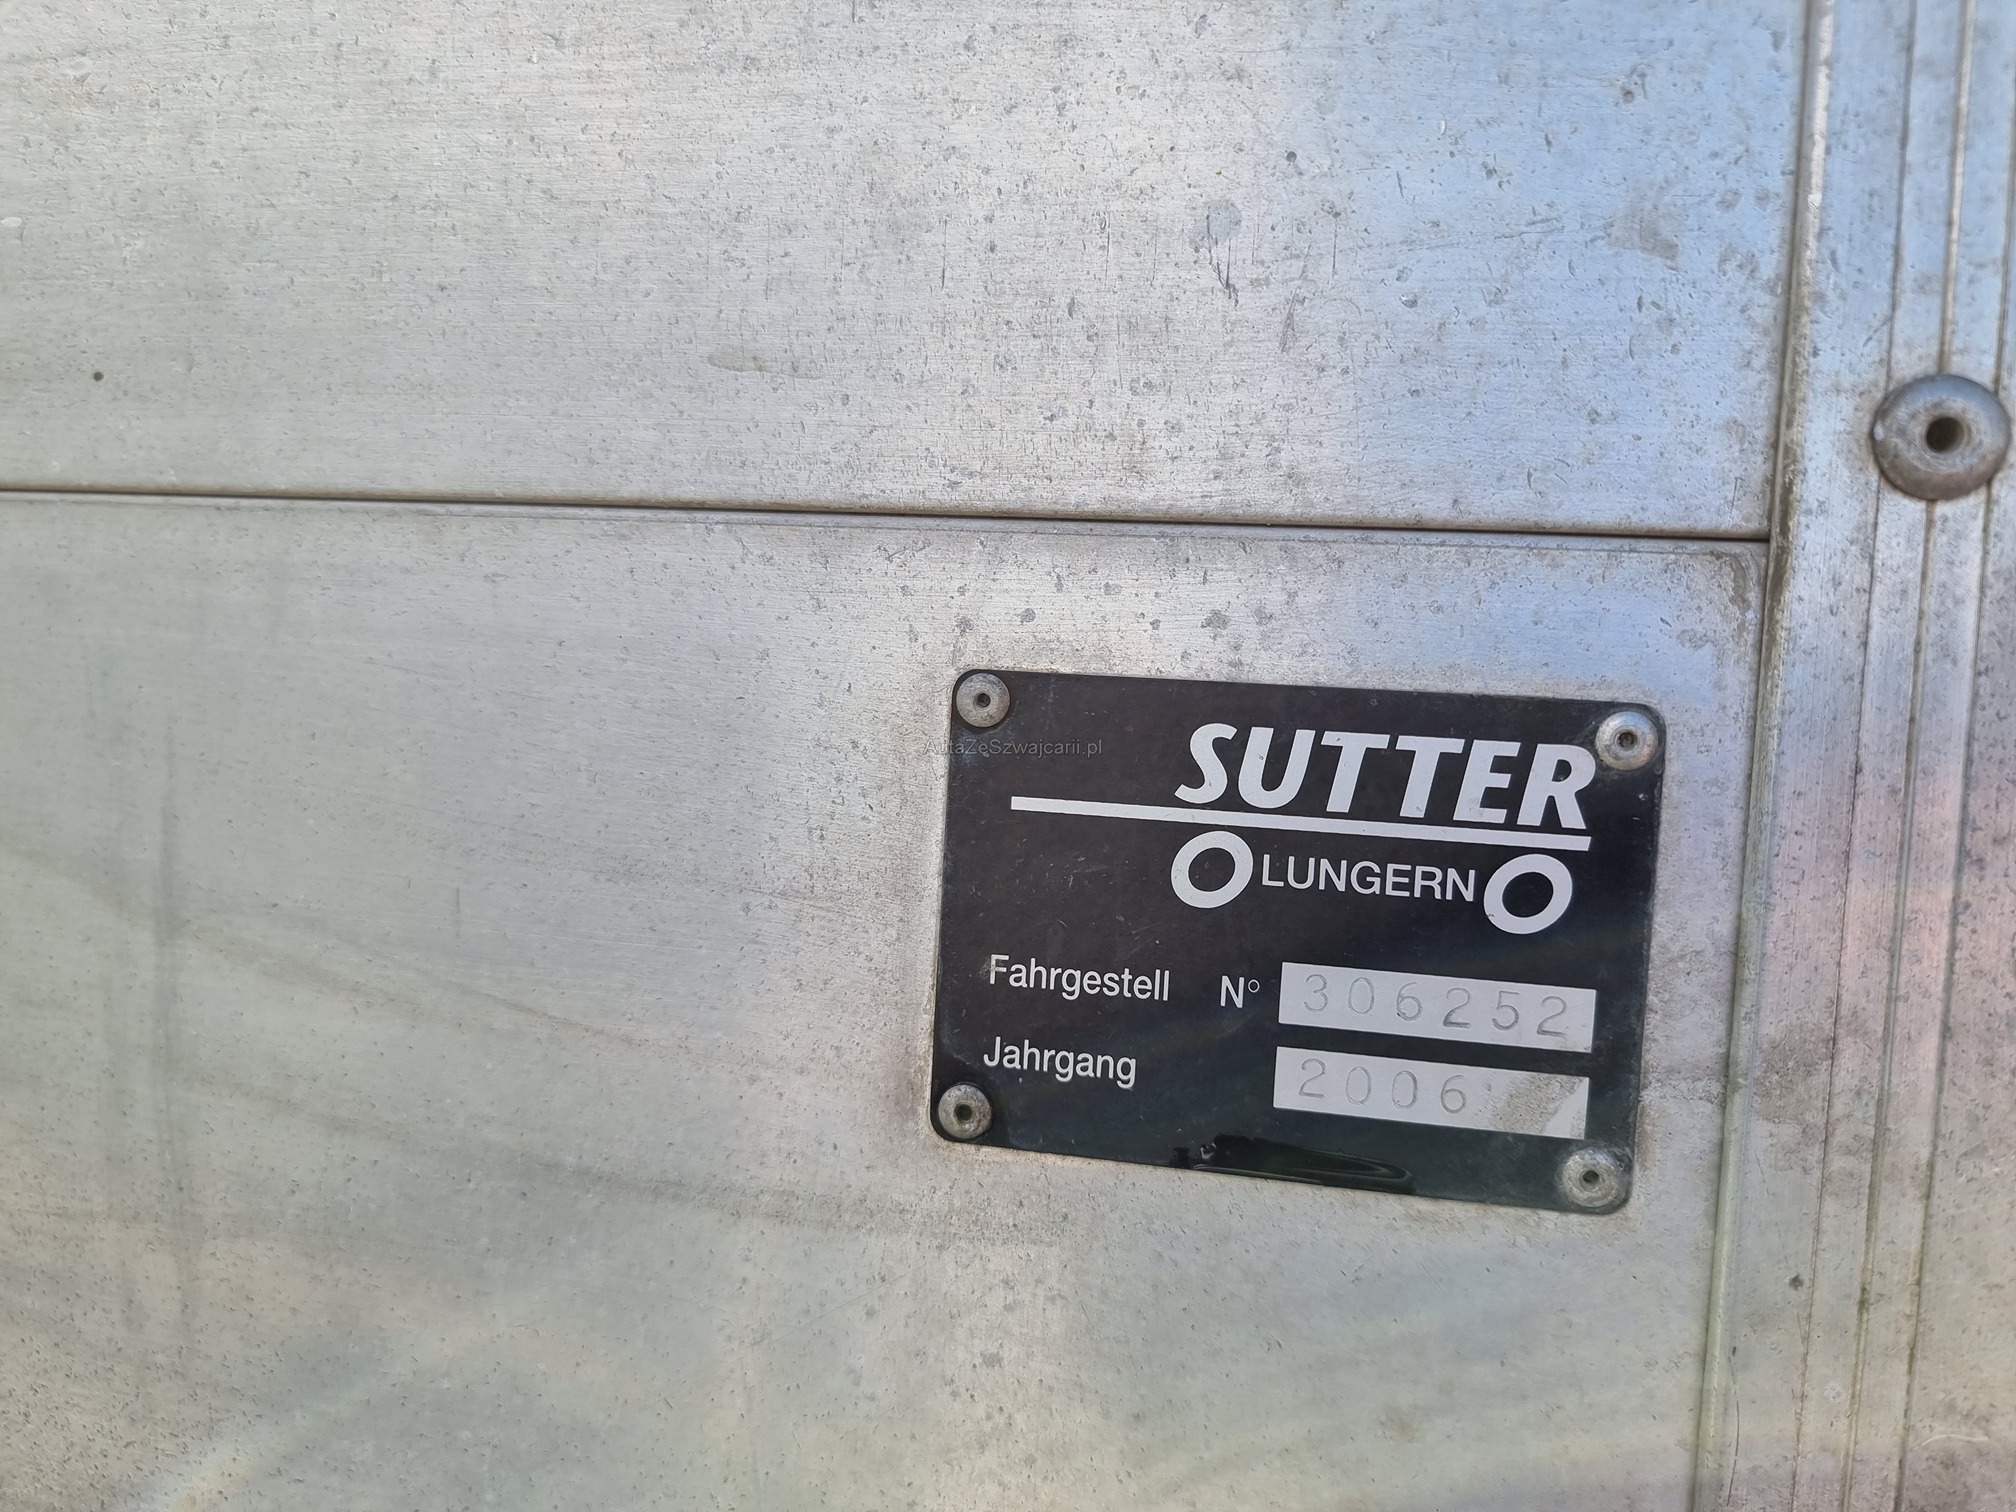 AutaZeSzwajcarii.pl
SUTTER
LUNGERN
Fahrgestell N° 306252
Jahrgang 2006